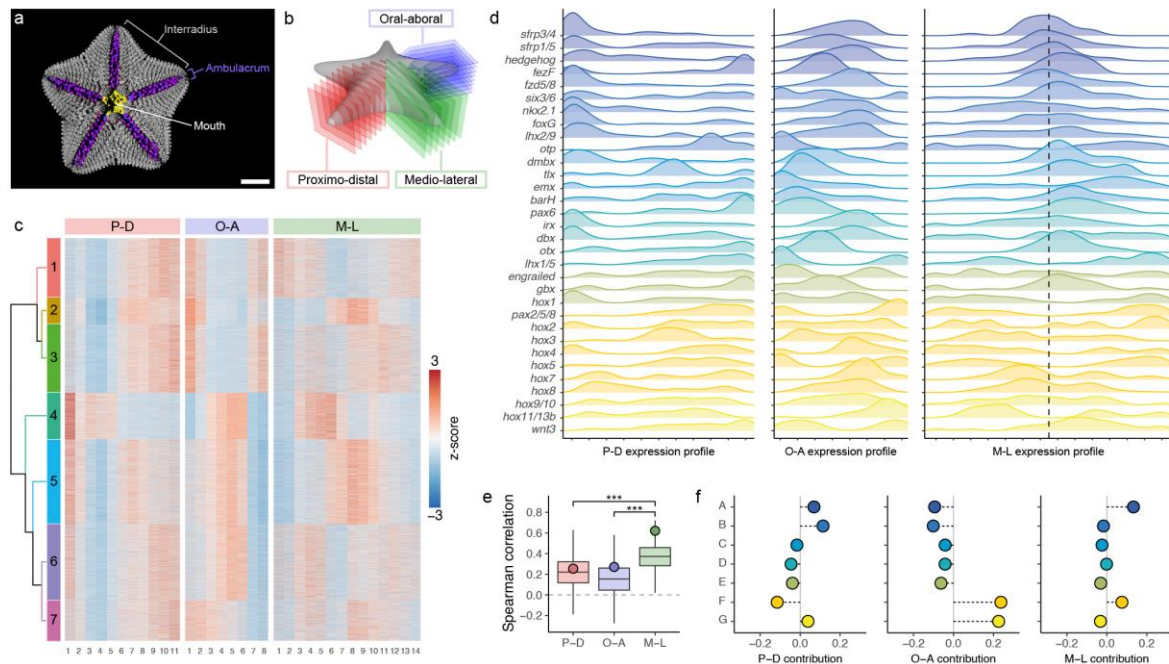 a
Interradius
Ambulacrum
Mouth
b
Oral-aboral
Proximo-distal
Medio-lateral
c
P-D
O-A
M-L
1
2
3
4
5
6
7
1 2 3 4 5 6 7 8 9 10 11
1 2 3 4 5 6 7 8
1 2 3 4 5 6 7 8 9 10 11 12 13 14
3
z-score
−3
d
sfrp3/4
sfrp1/5
hedgehog
fezF
fzd5/8
six3/6
nkx2.1
foxG
lhx2/9
otp
dmbx
tlx
emx
barH
pax6
irx
dbx
otx
lhx1/5
engrailed
gbx
hox1
pax2/5/8
hox2
hox3
hox4
hox5
hox7
hox8
hox9/10
hox11/13b
wnt3
P-D expression profile
O-A expression profile
M-L expression profile
e
Spearman correlation
0.8
0.6
0.4
0.2
0.0
−0.2
***
***
P-D
O-A
M-L
f
A
B
C
D
E
F
G
−0.2 0.0 0.2
P-D contribution
−0.2 0.0 0.2
O-A contribution
−0.2 0.0 0.2
M-L contribution